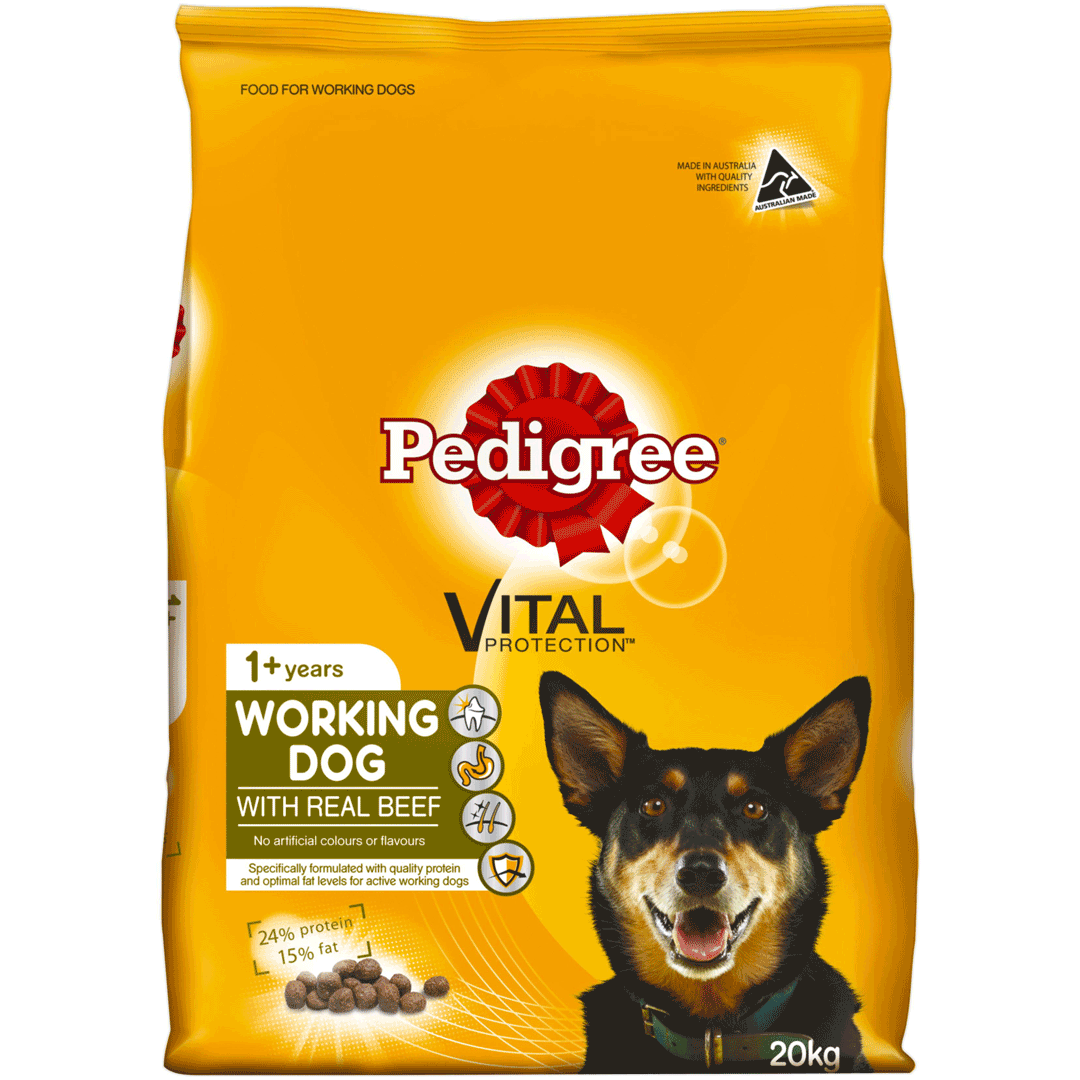 FOOD FOR WORKING DOGS
MADE IN AUSTRALIA
WITH QUALITY
INGREDIENTS
AUSTRALIAN MADE
Pedigree®
VITAL
PROTECTION™
1+ years
WORKING
DOG
WITH REAL BEEF
No artificial colours or flavours
Specifically formulated with quality protein
and optimal fat levels for active working dogs
24% protein
15% fat
20kg